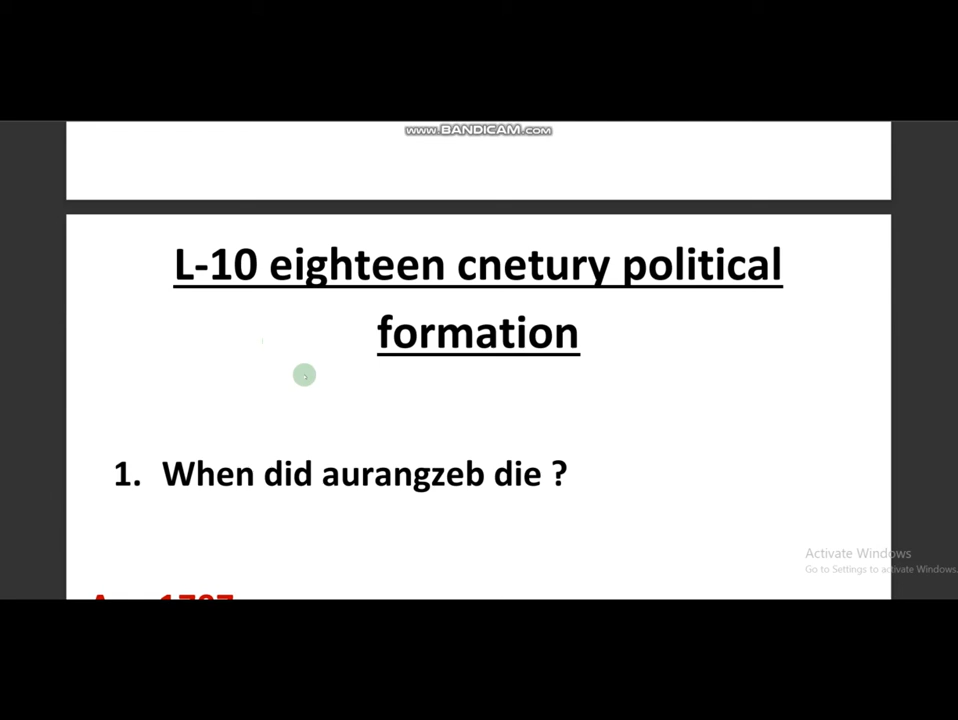 www.BANDICAM.com
L-10 eighteen cnetury political
formation
1. When did aurangzeb die ?
Activate Windows
Go to Settings to activate Windows.